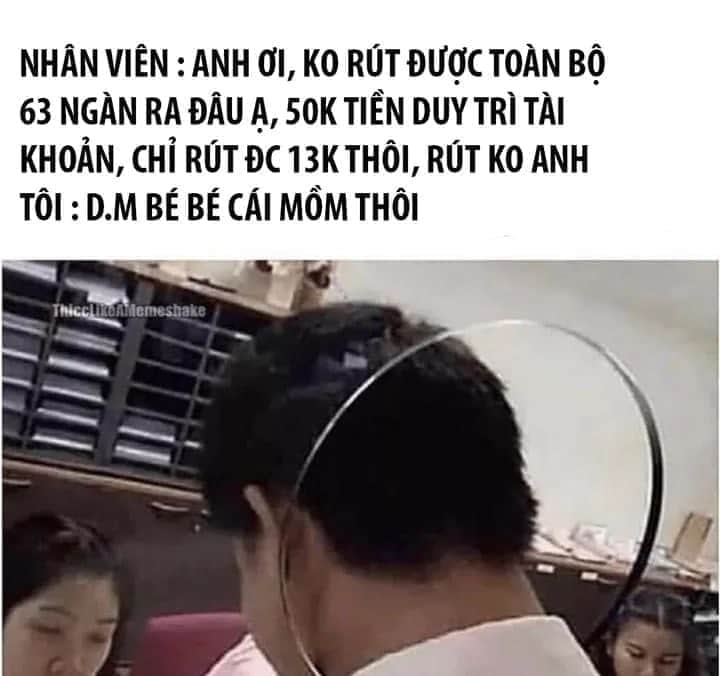 NHÂN VIÊN : ANH ƠI, KO RÚT ĐƯỢC TOÀN BỘ
63 NGÀN RA ĐÂU Ạ, 50K TIỀN DUY TRÌ TÀI
KHOẢN, CHỈ RÚT ĐC 13K THÔI, RÚT KO ANH
TÔI : D.M BÉ BÉ CÁI MỒM THÔI
ThiccLikeAMemeshake